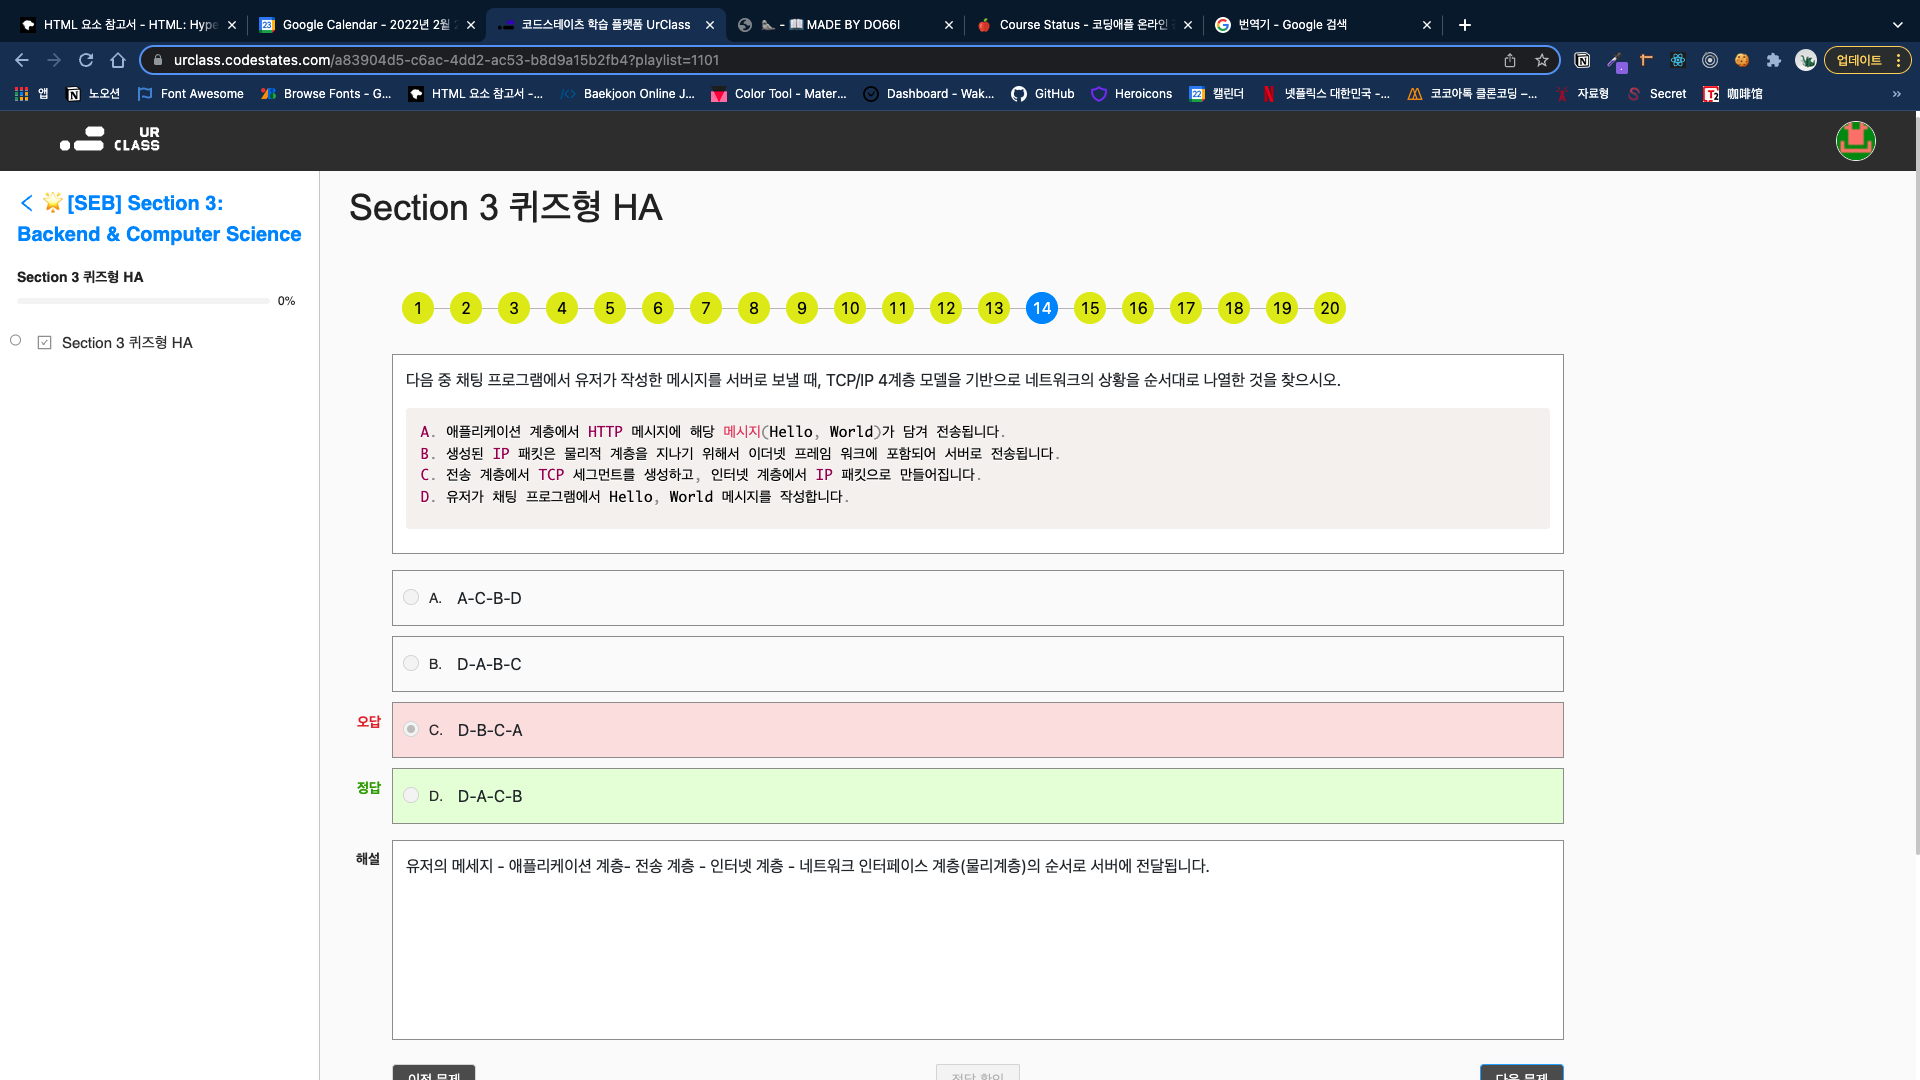 HTML 요소 참고서 - HTML: Hype
Google Calendar - 2022년 2월 2
코드스테이츠 학습 플랫폼 UrClass
- 📖 MADE BY DO66I
Course Status - 코딩애플 온라인
번역기 - Google 검색
urclass.codestates.com/a83904d5-c6ac-4dd2-ac53-b8d9a15b2fb4?playlist=1101
업데이트
앱
노오션
Font Awesome
Browse Fonts - G...
HTML 요소 참고서 -...
Baekjoon Online J...
Color Tool - Mater...
Dashboard - Wak...
GitHub
Heroicons
캘린더
넷플릭스 대한민국 -...
코코아톡 클론코딩 –...
자료형
Secret
咖啡馆
UR
CLASS
🌟[SEB] Section 3:
Backend & Computer Science
Section 3 퀴즈형 HA
0%
Section 3 퀴즈형 HA
Section 3 퀴즈형 HA
1 2 3 4 5 6 7 8 9 10 11 12 13 14 15 16 17 18 19 20
다음 중 채팅 프로그램에서 유저가 작성한 메시지를 서버로 보낼 때, TCP/IP 4계층 모델을 기반으로 네트워크의 상황을 순서대로 나열한 것을 찾으시오.
A. 애플리케이션 계층에서 HTTP 메시지에 해당 메시지(Hello, World)가 담겨 전송됩니다.
B. 생성된 IP 패킷은 물리적 계층을 지나기 위해서 이더넷 프레임 워크에 포함되어 서버로 전송됩니다.
C. 전송 계층에서 TCP 세그먼트를 생성하고, 인터넷 계층에서 IP 패킷으로 만들어집니다.
D. 유저가 채팅 프로그램에서 Hello, World 메시지를 작성합니다.
A. A-C-B-D
B. D-A-B-C
오답
C. D-B-C-A
정답
D. D-A-C-B
해설
유저의 메세지 - 애플리케이션 계층- 전송 계층 - 인터넷 계층 - 네트워크 인터페이스 계층(물리계층)의 순서로 서버에 전달됩니다.
이전 문제
정답 확인
다음 문제